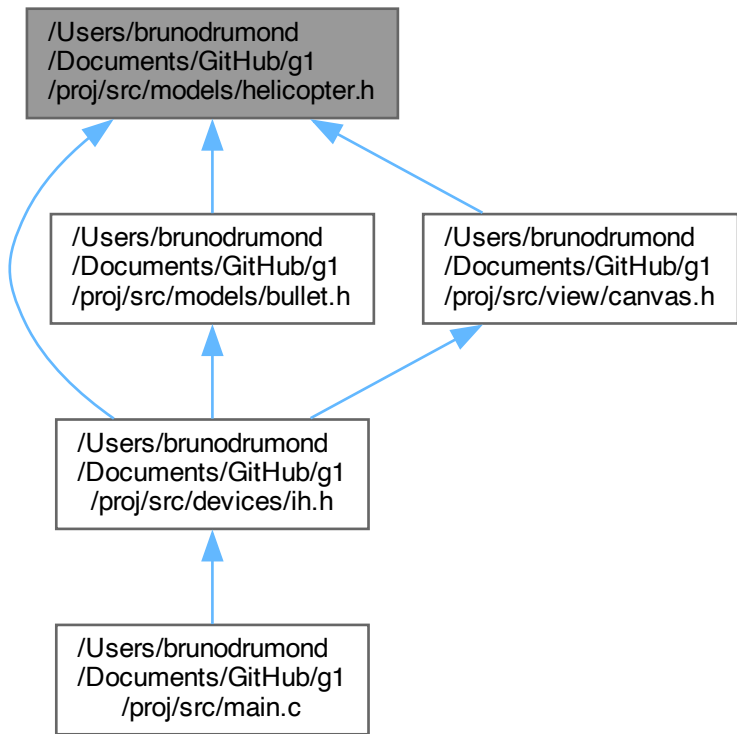 /Users/brunodrumond
/Documents/GitHub/g1
/proj/src/models/helicopter.h
/Users/brunodrumond
/Documents/GitHub/g1
/proj/src/models/bullet.h
/Users/brunodrumond
/Documents/GitHub/g1
/proj/src/view/canvas.h
/Users/brunodrumond
/Documents/GitHub/g1
/proj/src/devices/ih.h
/Users/brunodrumond
/Documents/GitHub/g1
/proj/src/main.c